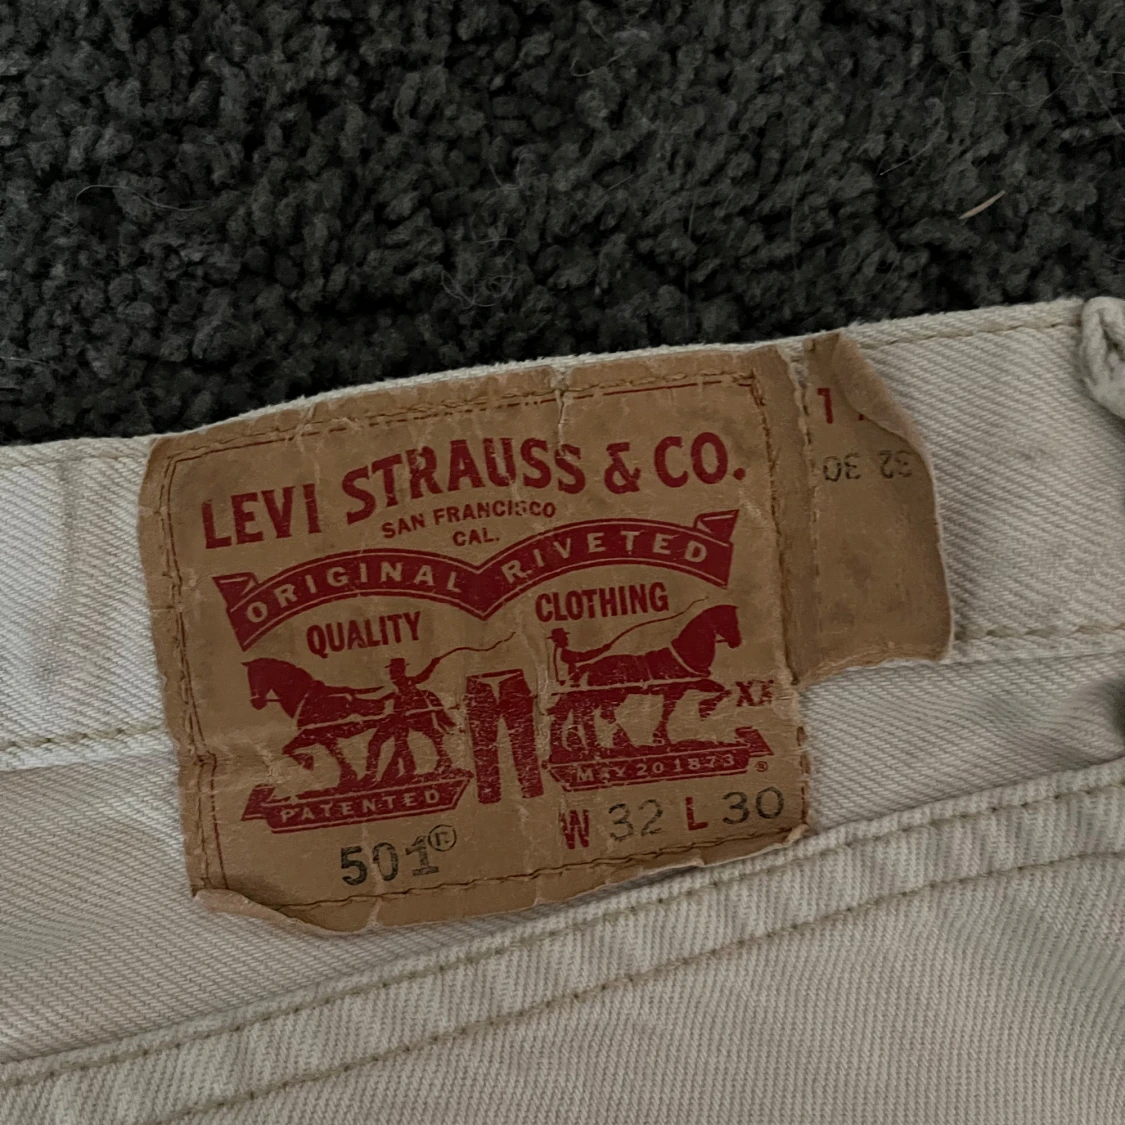 LEVI STRAUSS & CO.
SAN FRANCISCO
CAL.
ORIGINAL RIVETED
QUALITY CLOTHING
XX
PATENTED MAY 20 1873 ®
501® W 32 L 30
1
32 30